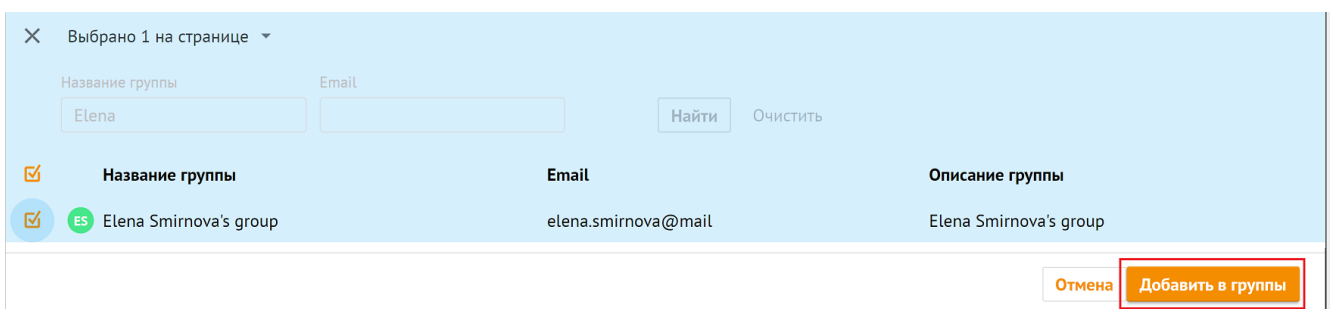 Выбрано 1 на странице
Название группы Email
Elena Найти Очистить
Название группы Email Описание группы
ES Elena Smirnova's group elena.smirnova@mail Elena Smirnova's group
Отмена Добавить в группы